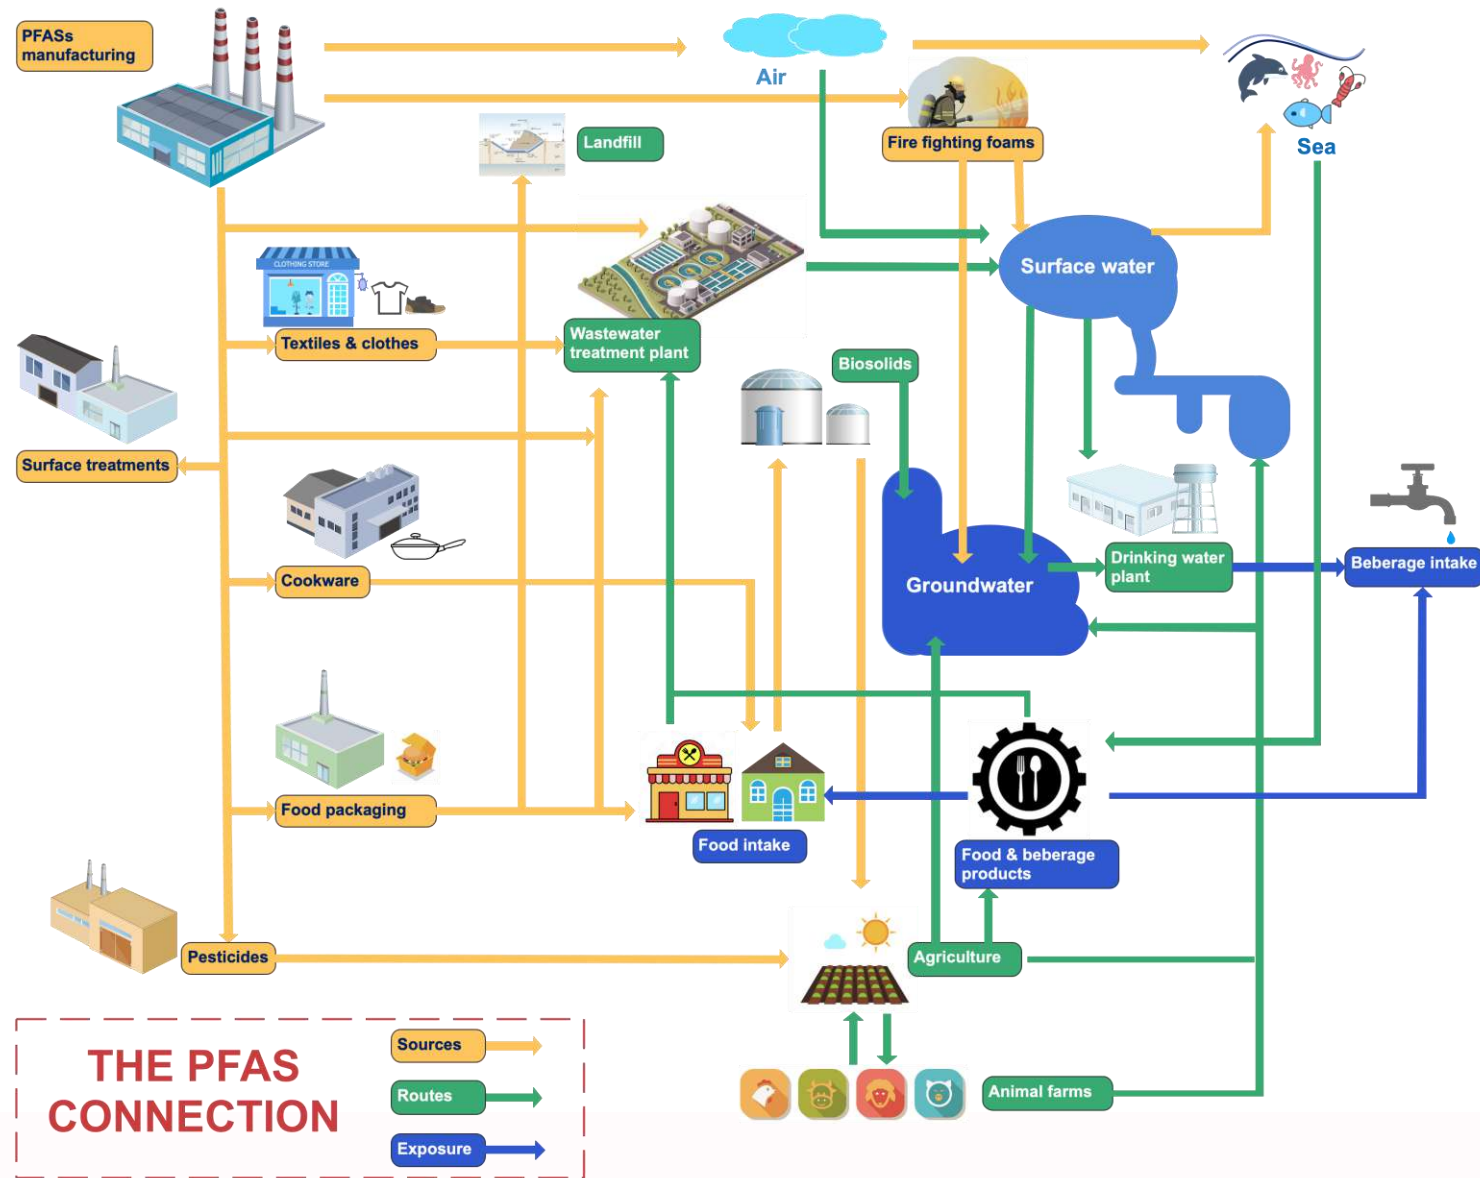 PFASs
manufacturing
Air
Sea
Landfill
Fire fighting foams
CLOTHING STORE
Surface water
Textiles & clothes
Wastewater
treatment plant
Biosolids
Surface treatments
Cookware
Groundwater
Drinking water
plant
Beberage intake
Food packaging
Food intake
Food & beberage
products
Pesticides
Agriculture
Animal farms
THE PFAS
CONNECTION
Sources
Routes
Exposure